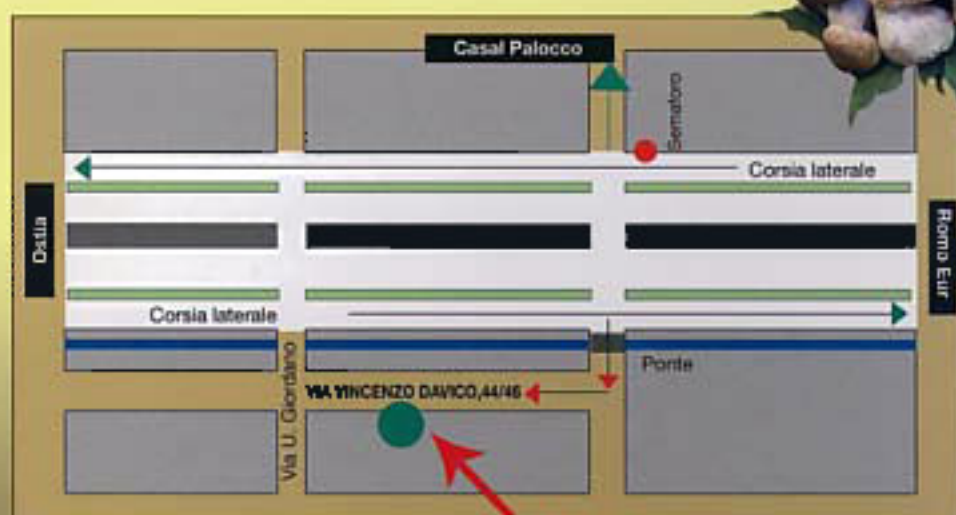 Casal Palocco
Semaforo
Corsia laterale
Ostia
Roma Eur
Corsia laterale
Ponte
Via U. Giordano
VIA VINCENZO DAVICO,44/46